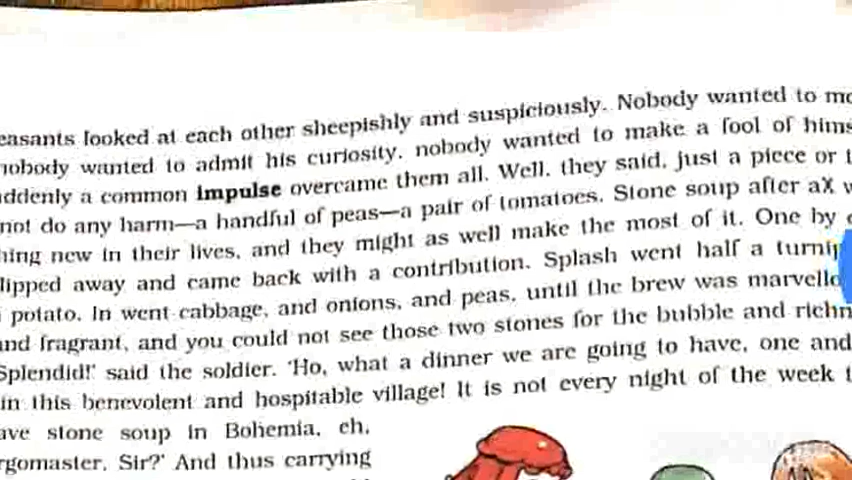 easants looked at each other sheepishly and suspiciously. Nobody wanted to mo
nobody wanted to admit his curiosity, nobody wanted to make a fool of hims
uddenly a common impulse overcame them all. Well, they said, just a piece or t
not do any harm—a handful of peas—a pair of tomatoes. Stone soup after all w
hing new in their lives, and they might as well make the most of it. One by o
lipped away and came back with a contribution. Splash went half a turnip
potato. In went cabbage, and onions, and peas, until the brew was marvello
and fragrant, and you could not see those two stones for the bubble and richn
Splendid!' said the soldier. 'Ho, what a dinner we are going to have, one and
in this benevolent and hospitable village! It is not every night of the week t
ave stone soup in Bohemia, eh,
rgomaster, Sir?' And thus carrying